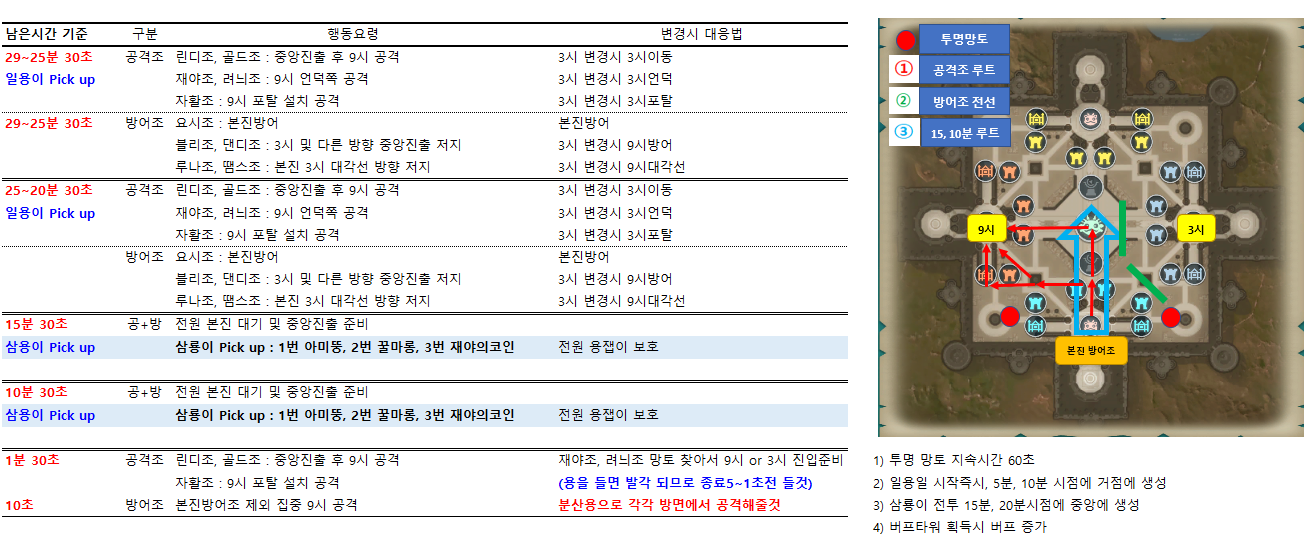 남은시간 기준 구분 행동요령 변경시 대응법
29~25분 30초 공격조 린디조, 골드조 : 중앙진출 후 9시 공격 3시 변경시 3시이동
일용이 Pick up 재야조, 려늬조 : 9시 언덕쪽 공격 3시 변경시 3시언덕
자활조 : 9시 포탈 설치 공격 3시 변경시 3시포탈
29~25분 30초 방어조 요시조 : 본진방어 본진방어
블리조, 댄디조 : 3시 및 다른 방향 중앙진출 저지 3시 변경시 9시방어
루나조, 땜스조 : 본진 3시 대각선 방향 저지 3시 변경시 9시대각선
25~20분 30초 공격조 린디조, 골드조 : 중앙진출 후 9시 공격 3시 변경시 3시이동
일용이 Pick up 재야조, 려늬조 : 9시 언덕쪽 공격 3시 변경시 3시언덕
자활조 : 9시 포탈 설치 공격 3시 변경시 3시포탈
방어조 요시조 : 본진방어 본진방어
블리조, 댄디조 : 3시 및 다른 방향 중앙진출 저지 3시 변경시 9시방어
루나조, 땜스조 : 본진 3시 대각선 방향 저지 3시 변경시 9시대각선
15분 30초 공+방 전원 본진 대기 및 중앙진출 준비
삼룡이 Pick up 삼룡이 Pick up : 1번 아미뚱, 2번 꿀마롱, 3번 재야의코인 전원 용잽이 보호
10분 30초 공+방 전원 본진 대기 및 중앙진출 준비
삼룡이 Pick up 삼룡이 Pick up : 1번 아미뚱, 2번 꿀마롱, 3번 재야의코인 전원 용잽이 보호
1분 30초 공격조 린디조, 골드조 : 중앙진출 후 9시 공격 재야조, 려늬조 망토 찾아서 9시 or 3시 진입준비
자활조 : 9시 포탈 설치 공격 (용을 들면 발각 되므로 종료5~1초전 들것)
10초 방어조 본진방어조 제외 집중 9시 공격 분산용으로 각각 방면에서 공격해줄것
투명망토
① 공격조 루트
② 방어조 전선
③ 15, 10분 루트
9시
3시
본진 방어조
1) 투명 망토 지속시간 60초
2) 일용일 시작즉시, 5분, 10분 시점에 거점에 생성
3) 삼룡이 전투 15분, 20분시점에 중앙에 생성
4) 버프타워 획득시 버프 증가